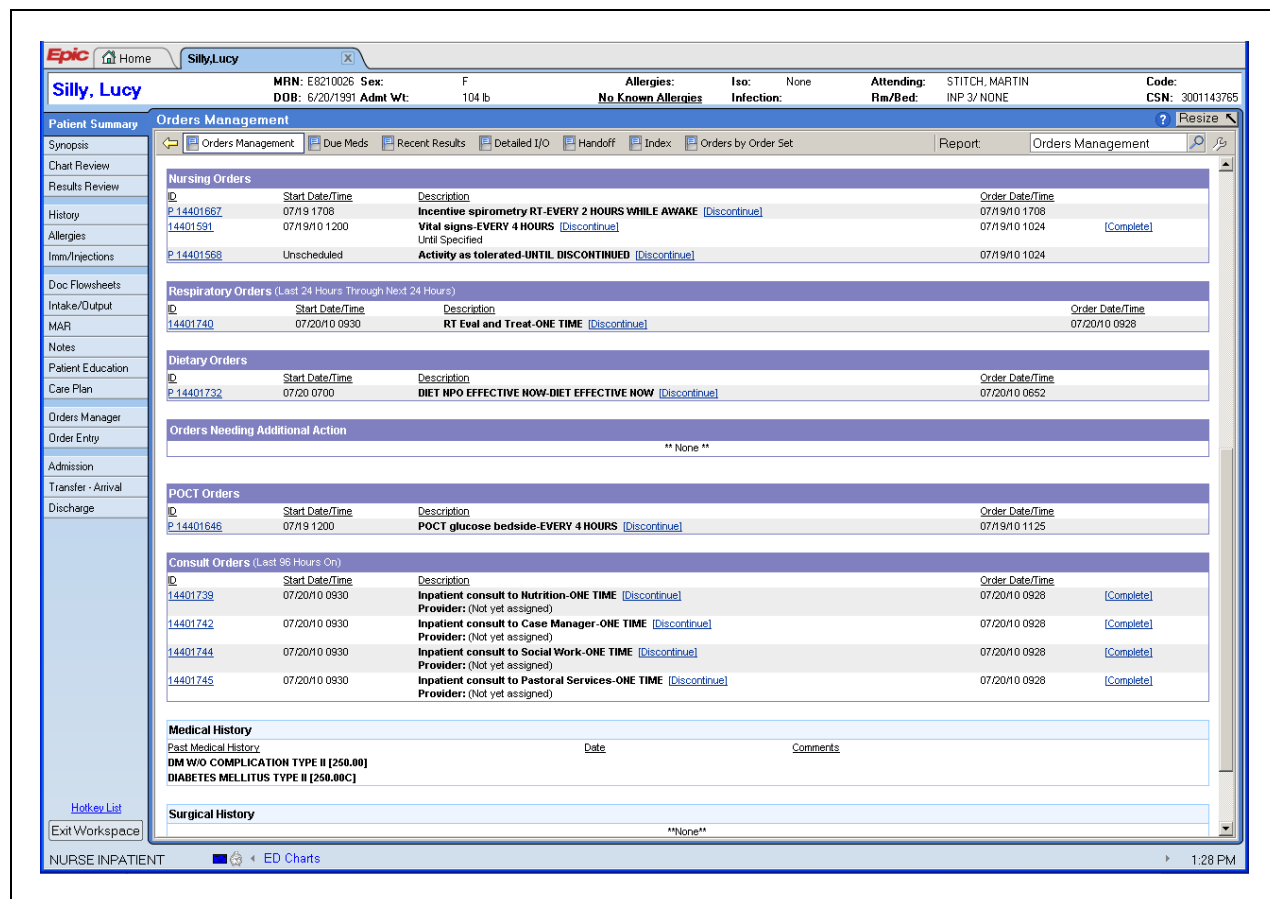 Epic Home Silly,Lucy
Silly, Lucy
MRN: E8210026 Sex: F Allergies: Iso: None Attending: STITCH, MARTIN Code:
DOB: 6/20/1991 Admt Wt: 104 lb No Known Allergies Infection: Rm/Bed: INP 3/ NONE CSN: 3001143765
Patient Summary
Synopsis
Chart Review
Results Review
History
Allergies
Imm/Injections
Doc Flowsheets
Intake/Output
MAR
Notes
Patient Education
Care Plan
Orders Manager
Order Entry
Admission
Transfer - Arrival
Discharge
Hotkey List
Exit Workspace
Orders Management ? Resize
Orders Management Due Meds Recent Results Detailed I/O Handoff Index Orders by Order Set Report: Orders Management
Nursing Orders
ID Start Date/Time Description Order Date/Time
P 14401667 07/19 1708 Incentive spirometry RT-EVERY 2 HOURS WHILE AWAKE [Discontinue] 07/19/10 1708
14401591 07/19/10 1200 Vital signs-EVERY 4 HOURS [Discontinue] 07/19/10 1024 [Complete]
Until Specified
P 14401568 Unscheduled Activity as tolerated-UNTIL DISCONTINUED [Discontinue] 07/19/10 1024
Respiratory Orders (Last 24 Hours Through Next 24 Hours)
ID Start Date/Time Description Order Date/Time
14401740 07/20/10 0930 RT Eval and Treat-ONE TIME [Discontinue] 07/20/10 0928
Dietary Orders
ID Start Date/Time Description Order Date/Time
P 14401732 07/20 0700 DIET NPO EFFECTIVE NOW-DIET EFFECTIVE NOW [Discontinue] 07/20/10 0652
Orders Needing Additional Action
** None **
POCT Orders
ID Start Date/Time Description Order Date/Time
P 14401646 07/19 1200 POCT glucose bedside-EVERY 4 HOURS [Discontinue] 07/19/10 1125
Consult Orders (Last 96 Hours On)
ID Start Date/Time Description Order Date/Time
14401739 07/20/10 0930 Inpatient consult to Nutrition-ONE TIME [Discontinue] 07/20/10 0928 [Complete]
Provider: (Not yet assigned)
14401742 07/20/10 0930 Inpatient consult to Case Manager-ONE TIME [Discontinue] 07/20/10 0928 [Complete]
Provider: (Not yet assigned)
14401744 07/20/10 0930 Inpatient consult to Social Work-ONE TIME [Discontinue] 07/20/10 0928 [Complete]
Provider: (Not yet assigned)
14401745 07/20/10 0930 Inpatient consult to Pastoral Services-ONE TIME [Discontinue] 07/20/10 0928 [Complete]
Provider: (Not yet assigned)
Medical History
Past Medical History Date Comments
DM W/O COMPLICATION TYPE II [250.00]
DIABETES MELLITUS TYPE II [250.00C]
Surgical History
**None**
NURSE INPATIENT ED Charts 1:28 PM